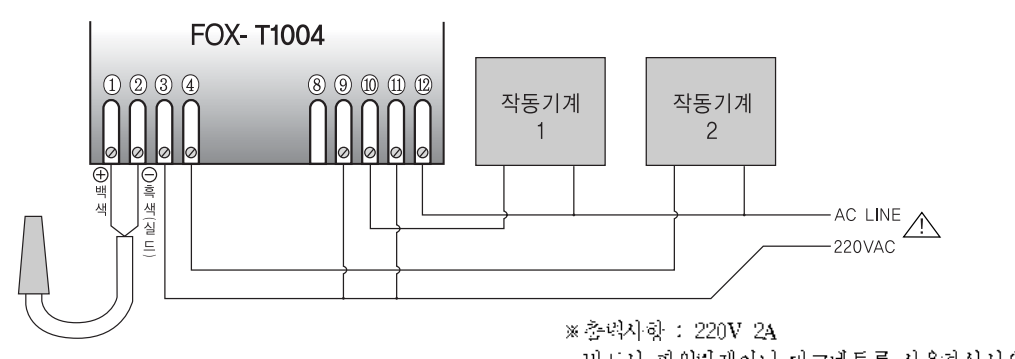 FOX- T1004
① ② ③ ④ ⑧ ⑨ ⑩ ⑪ ⑫
작동기계
1
작동기계
2
⊕
백색
⊖
흑색(실드)
AC LINE
220VAC
※출력사항 : 220V 2A